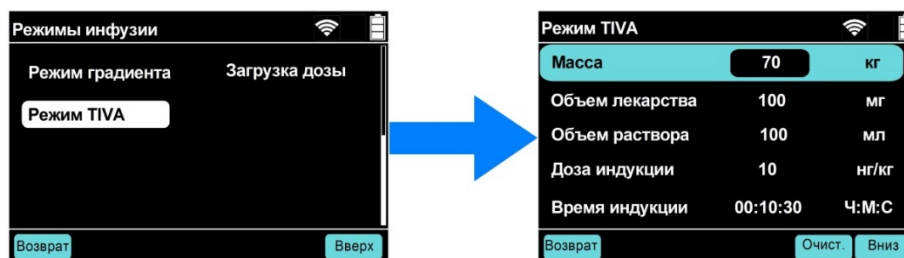 Режимы инфузии
Режим градиента Загрузка дозы
Режим TIVA
Возврат Вверх
Режим TIVA
Масса 70 кг
Объем лекарства 100 мг
Объем раствора 100 мл
Доза индукции 10 нг/кг
Время индукции 00:10:30 Ч:М:С
Возврат Очист. Вниз